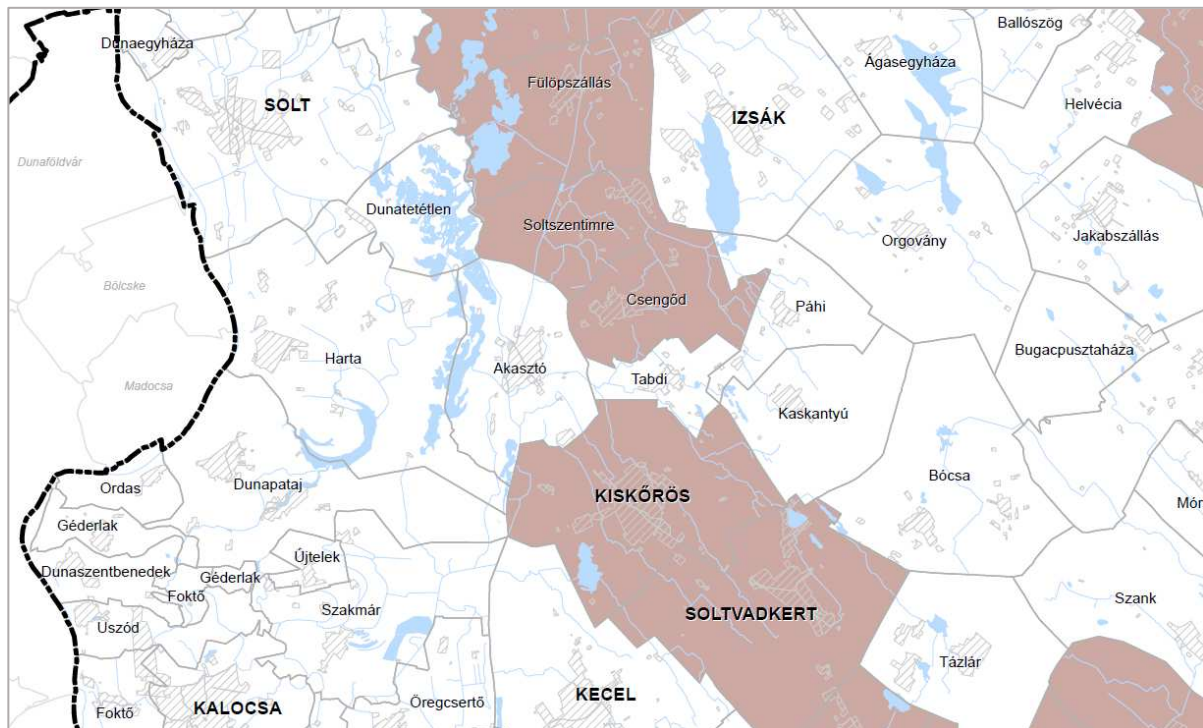 Ballószög
Dunaegyháza
Ágasegyháza
Fülöpszállás
SOLT
IZSÁK
Helvécia
Dunaföldvár
Dunatetétlen
Soltszentimre
Orgovány
Jakabszállás
Bölcske
Csengőd
Páhi
Harta
Akasztó
Bugacpusztaháza
Madocsa
Tabdi
Kaskantyú
Ordas
Dunapataj
KISKŐRÖS
Bócsa
Mór
Géderlak
Újtelek
Dunaszentbenedek
Géderlak
Foktő
Szakmár
SOLTVADKERT
Szank
Uszód
Tázlár
KECEL
Foktő
KALOCSA
Öregcsertő